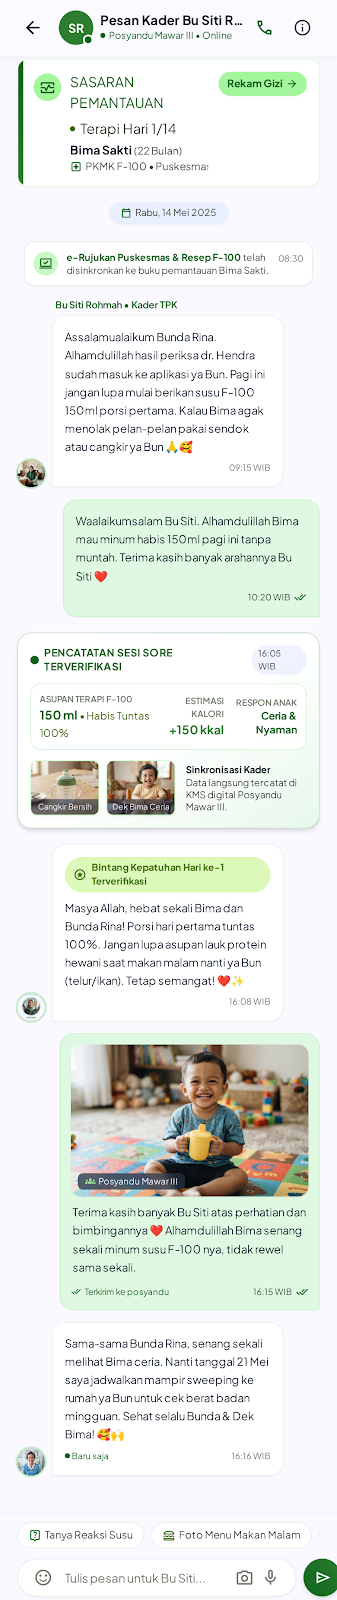 SR
Pesan Kader Bu Siti R...
Posyandu Mawar III • Online
SASARAN
PEMANTAUAN
Rekam Gizi →
• Terapi Hari 1/14
Bima Sakti (22 Bulan)
PKMK F-100 • Puskesmas
Rabu, 14 Mei 2025
e-Rujukan Puskesmas & Resep F-100 telah
disinkronkan ke buku pemantauan Bima Sakti.
08:30
Bu Siti Rohmah • Kader TPK
Assalamualaikum Bunda Rina.
Alhamdulillah hasil periksa dr. Hendra
sudah masuk ke aplikasi ya Bun. Pagi ini
jangan lupa mulai berikan susu F-100
150ml porsi pertama. Kalau Bima agak
menolak pelan-pelan pakai sendok
atau cangkir ya Bun 🙏🥰
09:15 WIB
Waalaikumsalam Bu Siti. Alhamdulillah Bima
mau minum habis 150ml pagi ini tanpa
muntah. Terima kasih banyak arahannya Bu
Siti ❤️
10:20 WIB
PENCATATAN SESI SORE
TERVERIFIKASI
16:05
WIB
ASUPAN TERAPI F-100
150 ml • Habis Tuntas
100%
ESTIMASI
KALORI
+150 kkal
RESPON ANAK
Ceria &
Nyaman
Cangkir Bersih
Dek Bima Ceria
Sinkronisasi Kader
Data langsung tercatat di
KMS digital Posyandu
Mawar III.
Bintang Kepatuhan Hari ke-1
Terverifikasi
Masya Allah, hebat sekali Bima dan
Bunda Rina! Porsi hari pertama tuntas
100%. Jangan lupa asupan lauk protein
hewani saat makan malam nanti ya Bun
(telur/ikan). Tetap semangat! ❤️✨
16:08 WIB
Posyandu Mawar III
Terima kasih banyak Bu Siti atas perhatian dan
bimbingannya ❤️ Alhamdulillah Bima senang
sekali minum susu F-100 nya, tidak rewel
sama sekali.
Terkirim ke posyandu
16:15 WIB
Sama-sama Bunda Rina, senang sekali
melihat Bima ceria. Nanti tanggal 21 Mei
saya jadwalkan mampir sweeping ke
rumah ya Bun untuk cek berat badan
mingguan. Sehat selalu Bunda & Dek
Bima! 🥰🙌
Baru saja
16:16 WIB
Tanya Reaksi Susu
Foto Menu Makan Malam
Tulis pesan untuk Bu Siti...